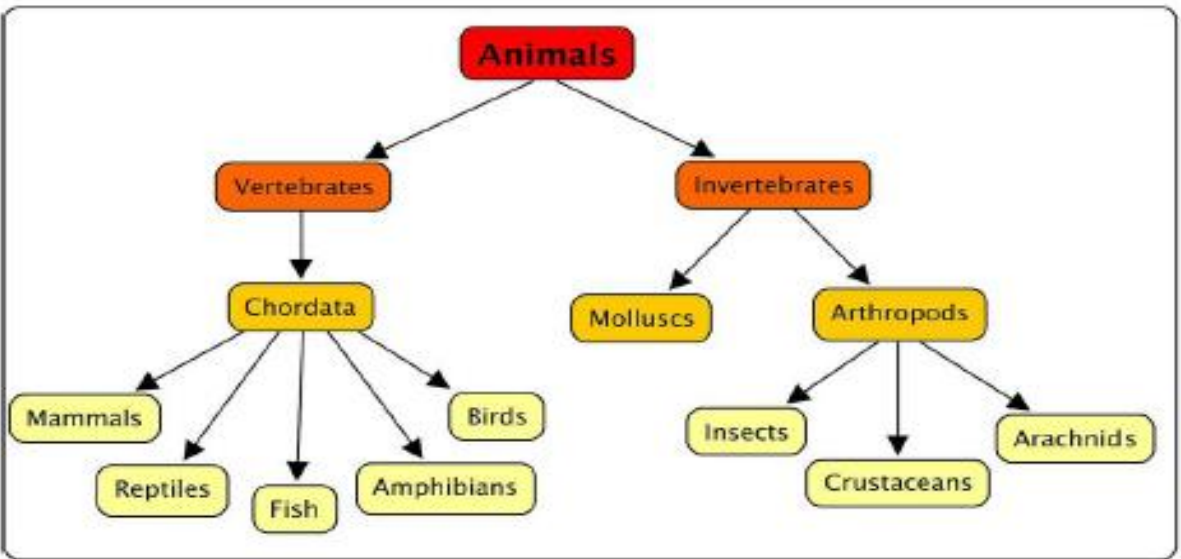 Animals
Vertebrates
Invertebrates
Chordata
Molluscs
Arthropods
Mammals
Reptiles
Fish
Amphibians
Birds
Insects
Crustaceans
Arachnids